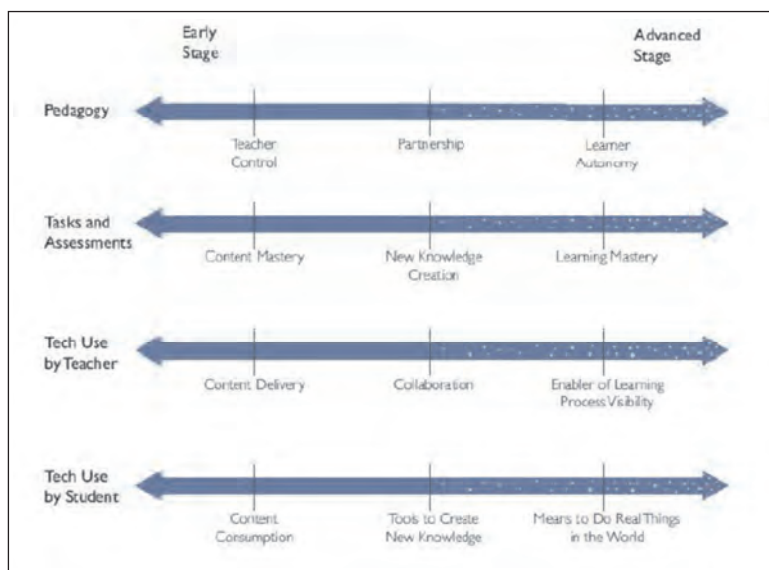 Early
Stage
Advanced
Stage
Pedagogy
Teacher
Control
Partnership
Learner
Autonomy
Tasks and
Assessments
Content Mastery
New Knowledge
Creation
Learning Mastery
Tech Use
by Teacher
Content Delivery
Collaboration
Enabler of Learning
Process Visibility
Tech Use
by Student
Content
Consumption
Tools to Create
New Knowledge
Means to Do Real Things
in the World